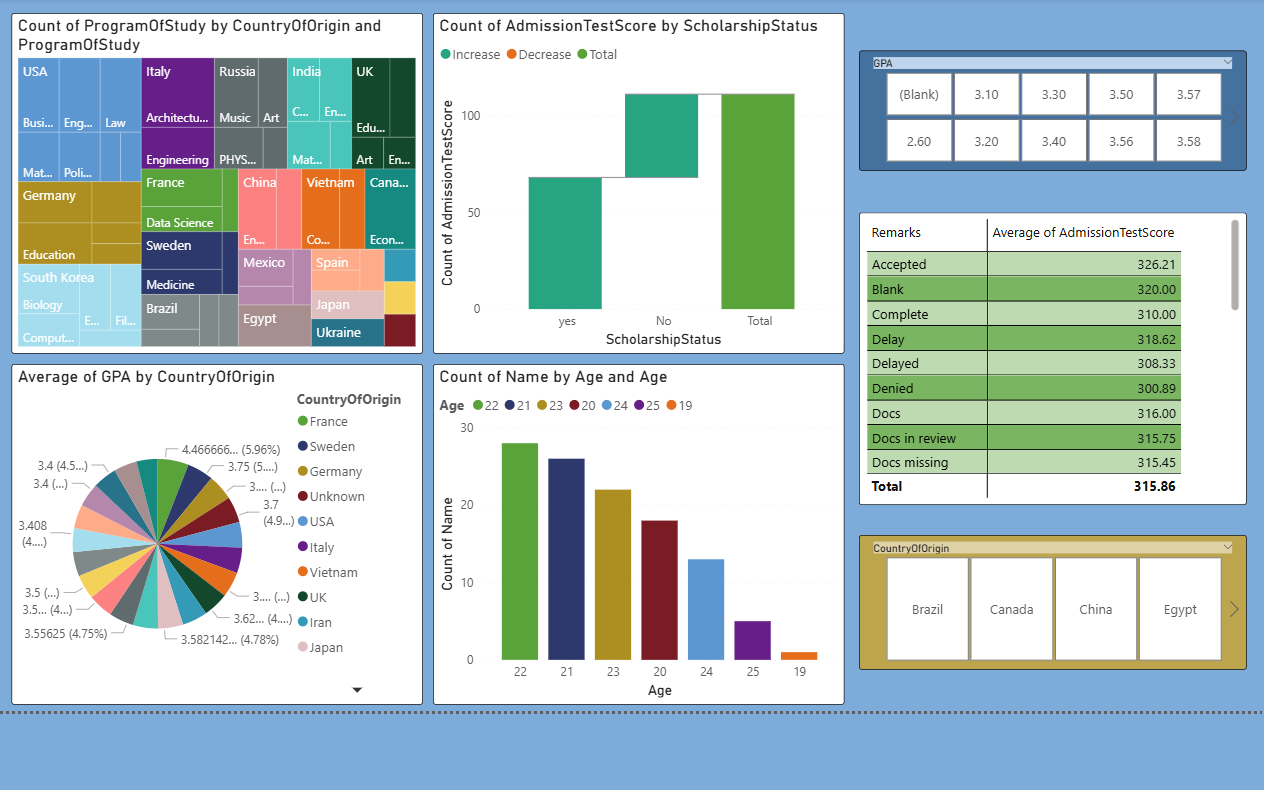 Count of ProgramOfStudy by CountryOfOrigin and
ProgramOfStudy
USA
Busi...
Eng...
Law
Mat...
Poli...
Italy
Architectu...
Engineering
Russia
Music
Art
PHYS...
India
C...
En...
Mat...
UK
Edu...
Art
En...
Germany
Education
France
Data Science
China
En...
Vietnam
Co...
Cana...
Econ...
Sweden
Medicine
South Korea
Biology
E...
Fil...
Comput...
Brazil
Mexico
Egypt
Spain
Japan
Ukraine
Count of AdmissionTestScore by ScholarshipStatus
Increase Decrease Total
Count of AdmissionTestScore
100
50
0
yes No Total
ScholarshipStatus
GPA
(Blank) 3.10 3.30 3.50 3.57
2.60 3.20 3.40 3.56 3.58
Remarks Average of AdmissionTestScore
Accepted 326.21
Blank 320.00
Complete 310.00
Delay 318.62
Delayed 308.33
Denied 300.89
Docs 316.00
Docs in review 315.75
Docs missing 315.45
Total 315.86
Average of GPA by CountryOfOrigin
4.466666... (5.96%)
3.75 (5....)
3.... (...)
3.7
(4.9...)
3.... (...)
3.62... (4....)
3.582142... (4.78%)
3.55625 (4.75%)
3.5... (4...)
3.5 (...)
3.408
(4....)
3.4 (...)
3.4 (4.5...)
CountryOfOrigin
France
Sweden
Germany
Unknown
USA
Italy
Vietnam
UK
Iran
Japan
Count of Name by Age and Age
Age 22 21 23 20 24 25 19
Count of Name
30
20
10
0
22 21 23 20 24 25 19
Age
CountryOfOrigin
Brazil Canada China Egypt